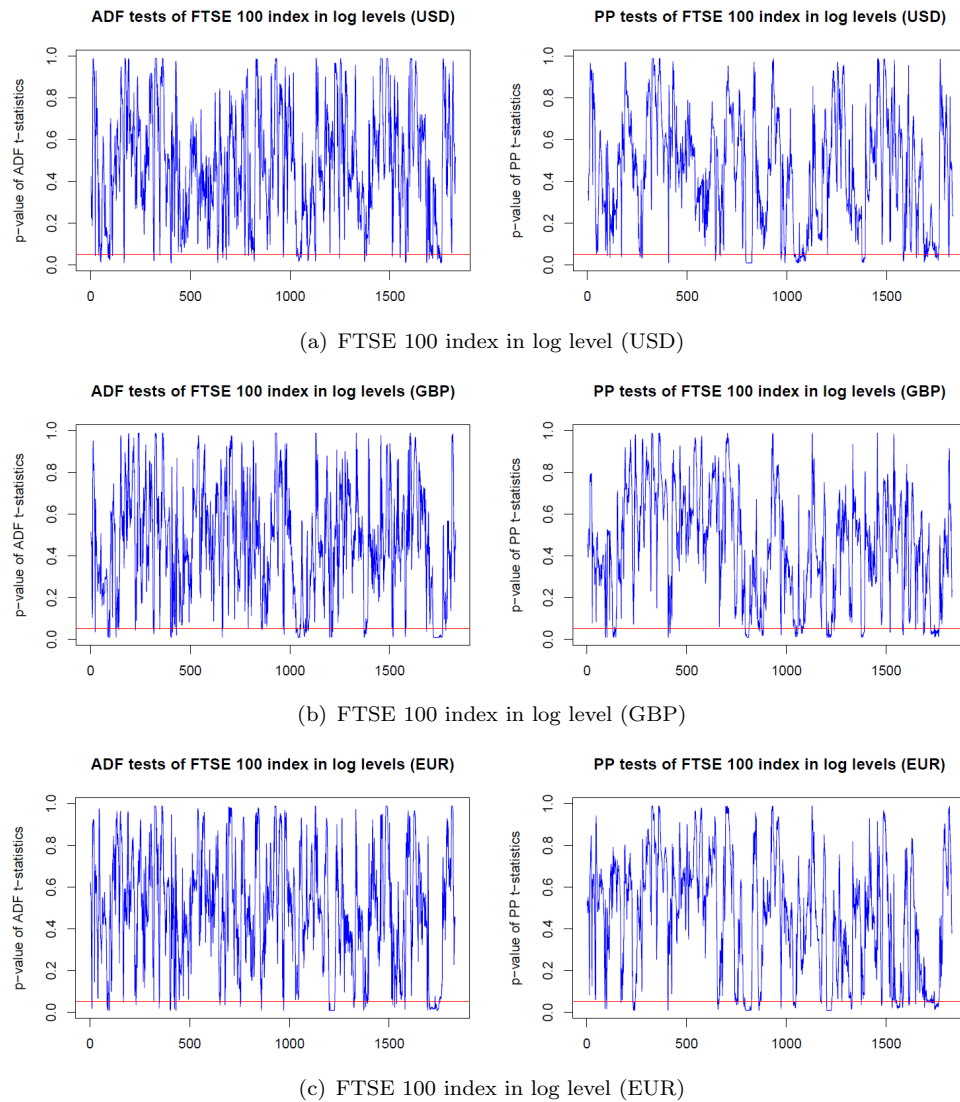 ADF tests of FTSE 100 index in log levels (USD)
PP tests of FTSE 100 index in log levels (USD)
p-value of ADF t-statistics
0.0 0.2 0.4 0.6 0.8 1.0
0 500 1000 1500
p-value of PP t-statistics
0.0 0.2 0.4 0.6 0.8 1.0
0 500 1000 1500
(a) FTSE 100 index in log level (USD)
ADF tests of FTSE 100 index in log levels (GBP)
PP tests of FTSE 100 index in log levels (GBP)
p-value of ADF t-statistics
0.0 0.2 0.4 0.6 0.8 1.0
0 500 1000 1500
p-value of PP t-statistics
0.0 0.2 0.4 0.6 0.8 1.0
0 500 1000 1500
(b) FTSE 100 index in log level (GBP)
ADF tests of FTSE 100 index in log levels (EUR)
PP tests of FTSE 100 index in log levels (EUR)
p-value of ADF t-statistics
0.0 0.2 0.4 0.6 0.8 1.0
0 500 1000 1500
p-value of PP t-statistics
0.0 0.2 0.4 0.6 0.8 1.0
0 500 1000 1500
(c) FTSE 100 index in log level (EUR)